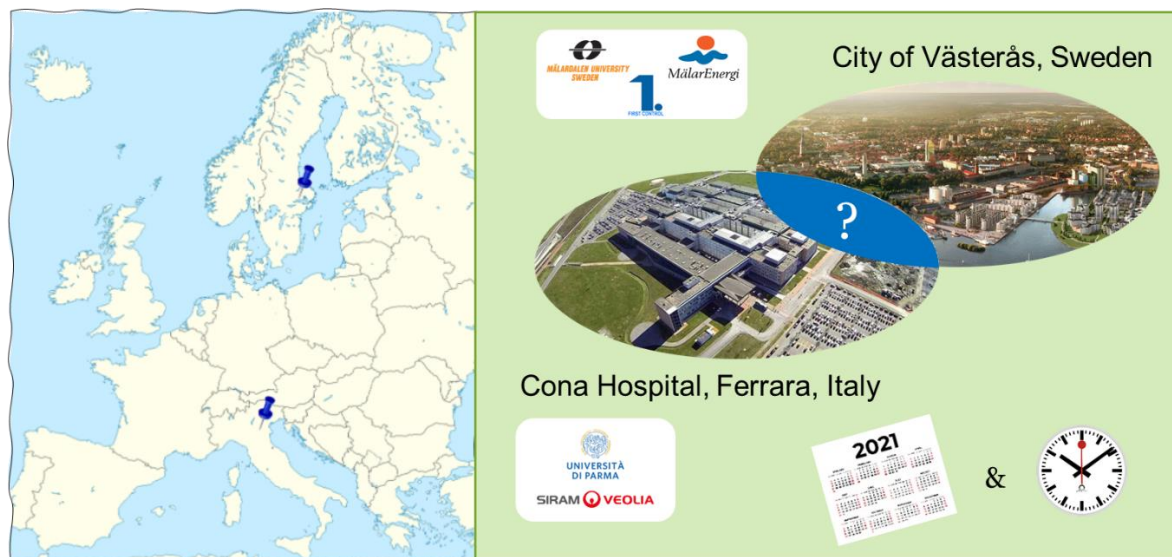 MÄLARDALEN UNIVERSITY
SWEDEN
MälarEnergi
1.
FIRST CONTROL
City of Västerås, Sweden
?
Cona Hospital, Ferrara, Italy
UNIVERSITÀ
DI PARMA
SIRAM VEOLIA
2021
&